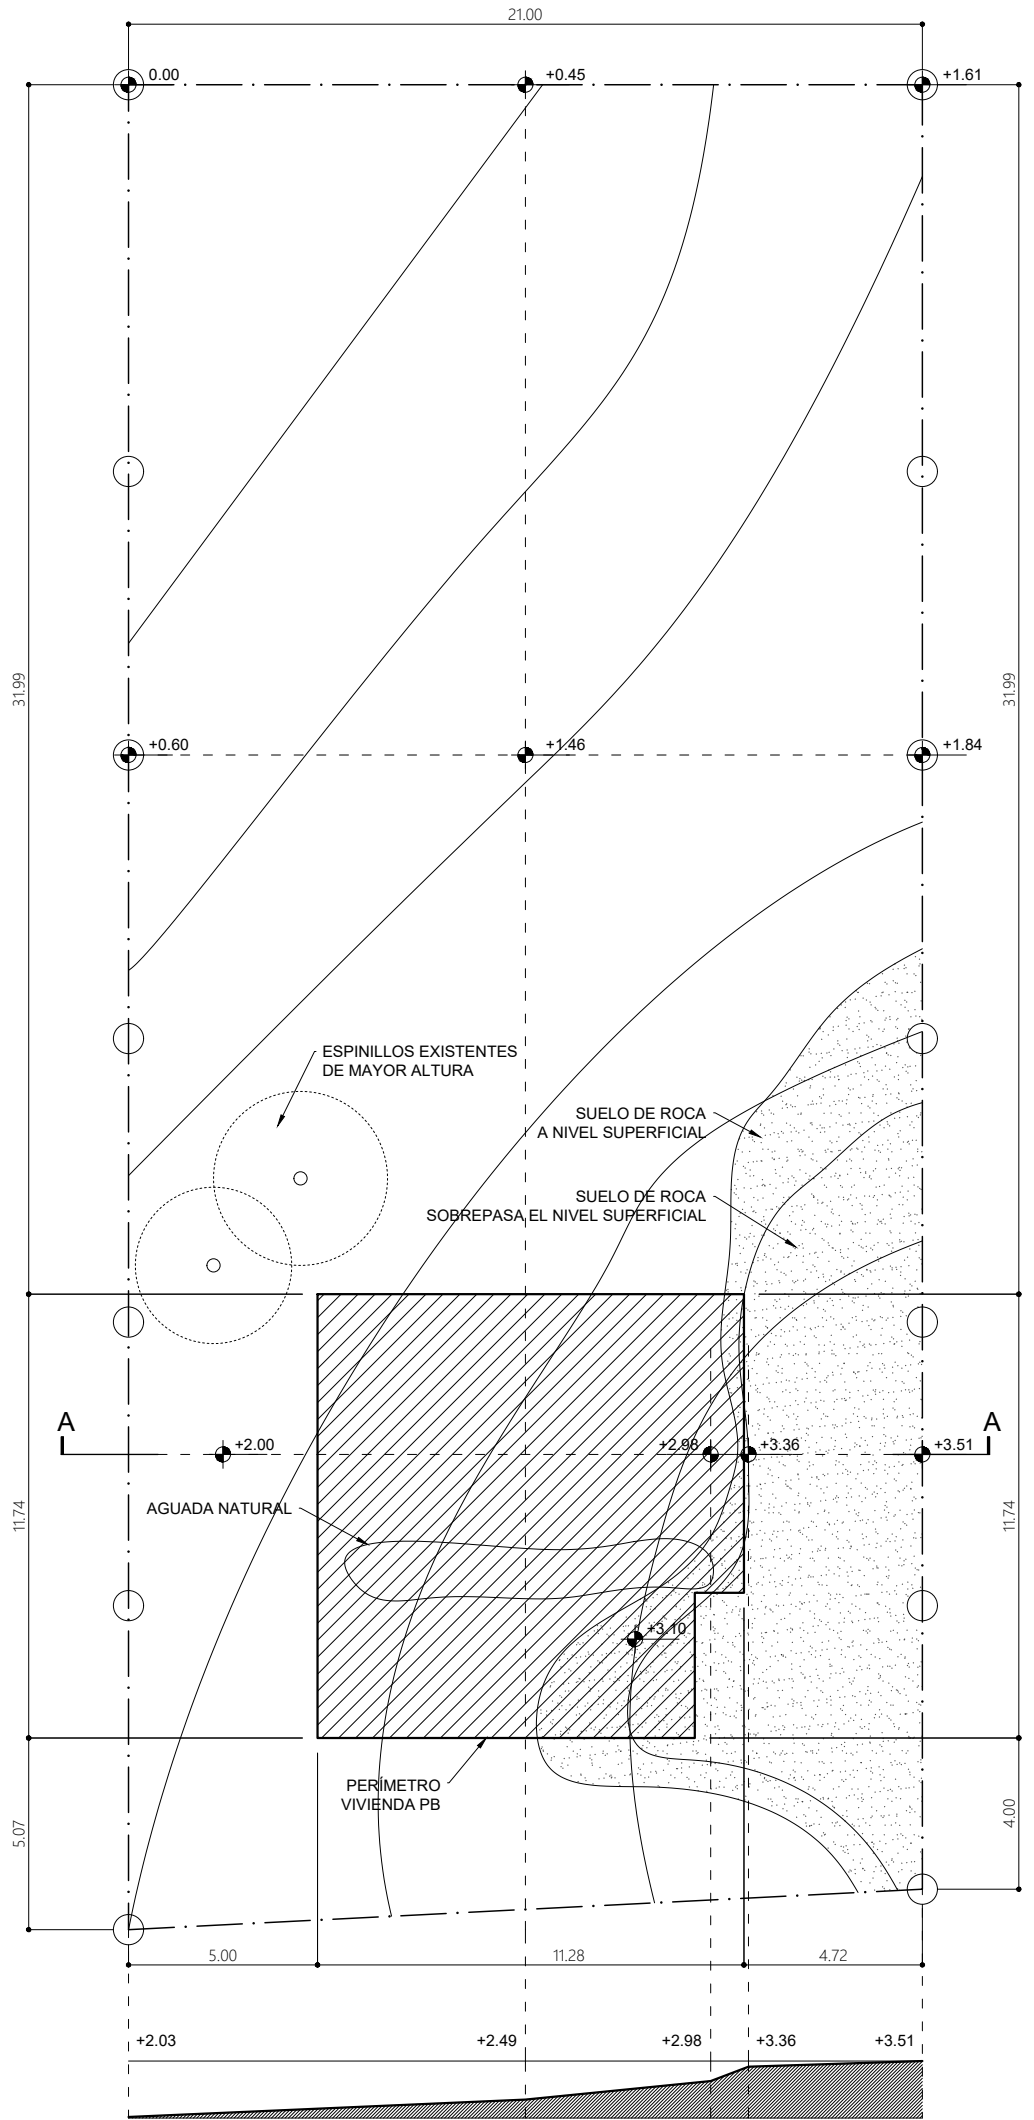 21.00
0.00
+0.45
+1.61
31.99
31.99
+0.60
+1.46
+1.84
ESPINILLOS EXISTENTES
DE MAYOR ALTURA
SUELO DE ROCA
A NIVEL SUPERFICIAL
SUELO DE ROCA
SOBREPASA EL NIVEL SUPERFICIAL
A
A
+2.00
+2.98
+3.36
+3.51
11.74
11.74
AGUADA NATURAL
+3.10
PERÍMETRO
VIVIENDA PB
5.07
4.00
5.00
11.28
4.72
+2.03
+2.49
+2.98
+3.36
+3.51